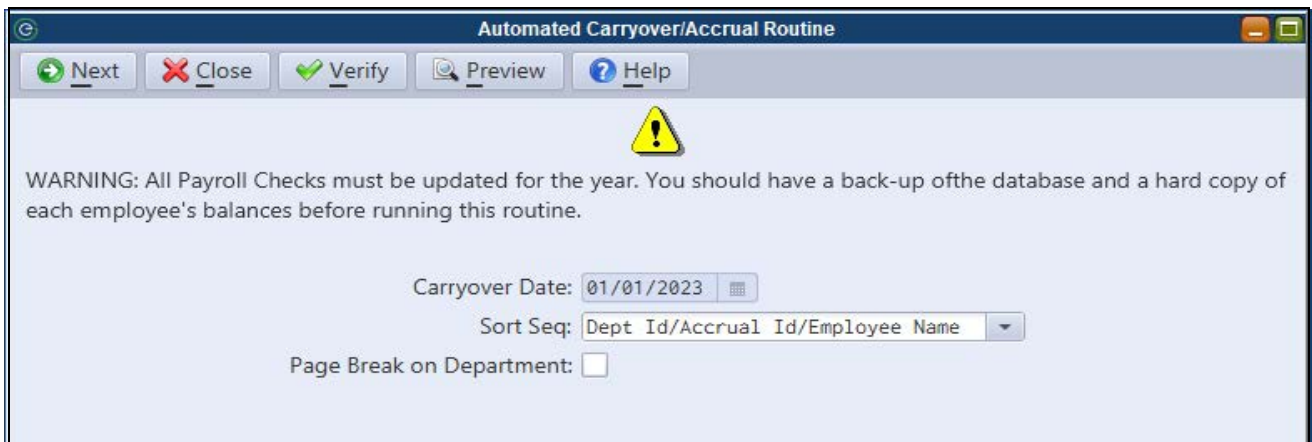 Automated Carryover/Accrual Routine
Next Close Verify Preview Help
WARNING: All Payroll Checks must be updated for the year. You should have a back-up ofthe database and a hard copy of
each employee's balances before running this routine.
Carryover Date: 01/01/2023
Sort Seq: Dept Id/Accrual Id/Employee Name
Page Break on Department: